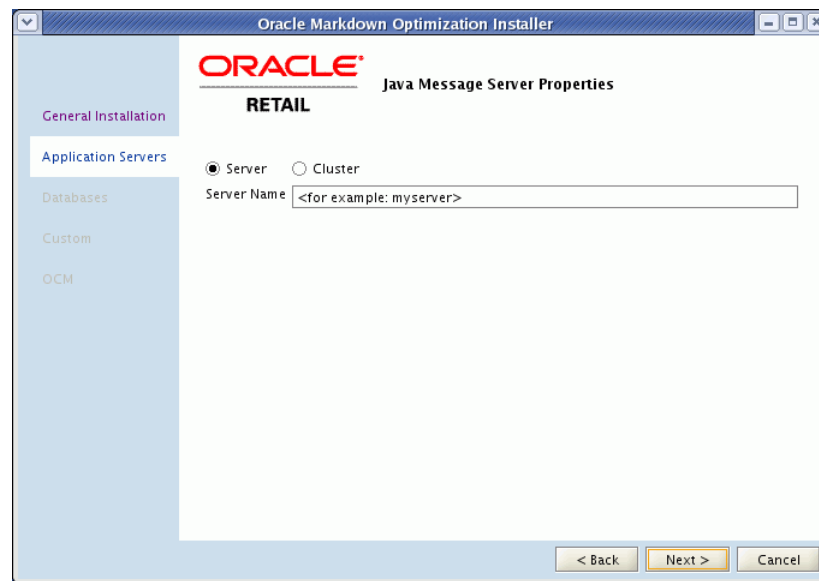 Oracle Markdown Optimization Installer
ORACLE®
RETAIL
Java Message Server Properties
General Installation
Application Servers
Databases
Custom
OCM
Server
Cluster
Server Name
<for example: myserver>
< Back
Next >
Cancel